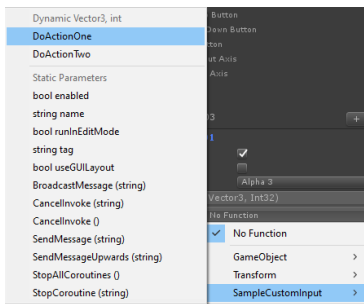 Dynamic Vector3, int
DoActionOne
DoActionTwo
Static Parameters
bool enabled
string name
bool runInEditMode
string tag
bool useGUILayout
BroadcastMessage (string)
CancelInvoke (string)
CancelInvoke ()
SendMessage (string)
SendMessageUpwards (string)
StopAllCoroutines ()
StopCoroutine (string)
Button
Down Button
tton
ut Axis
Axis
03
+
1
Alpha 3
Vector3, Int32)
No Function
No Function
GameObject
Transform
SampleCustomInput